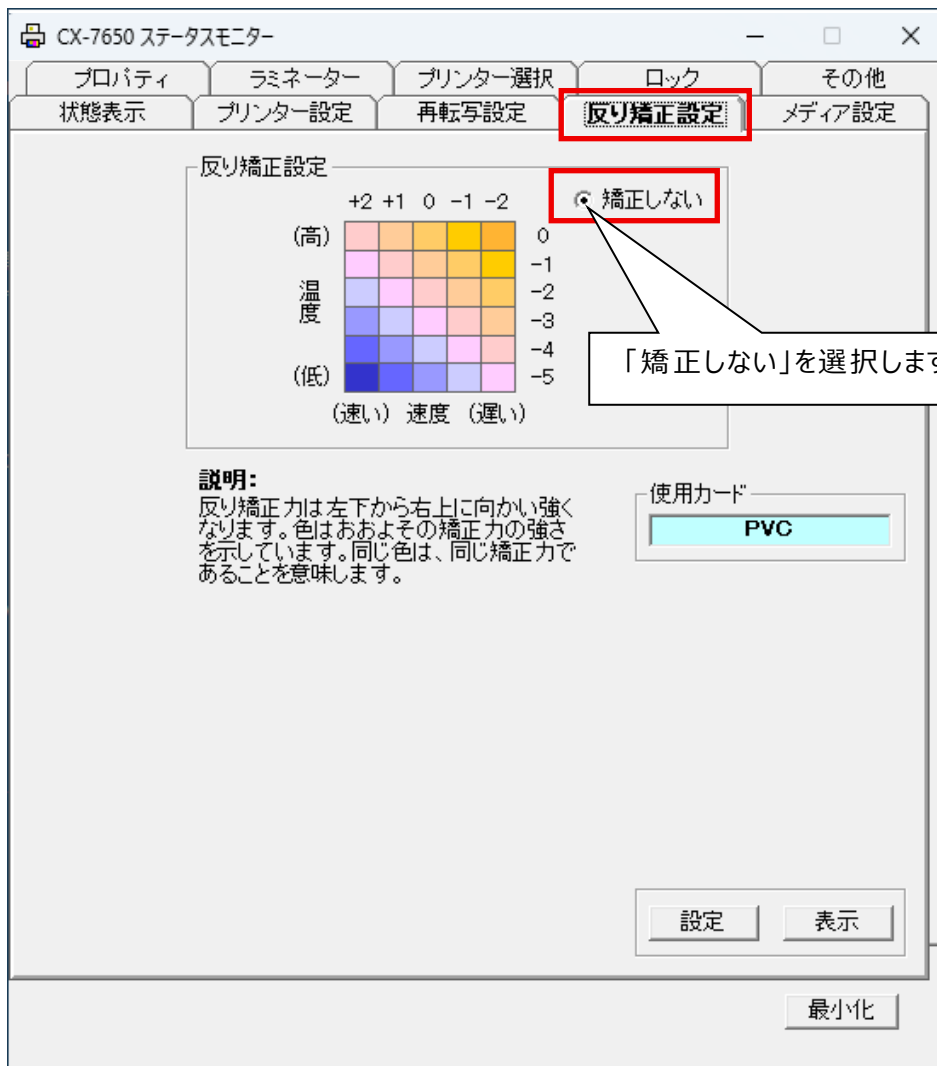 CX-7650 ステータスモニター
プロパティ ラミネーター プリンター選択 ロック その他
状態表示 プリンター設定 再転写設定 反り矯正設定 メディア設定
反り矯正設定
+2 +1 0 -1 -2
矯正しない
(高) 0
-1
温度 -2
-3
-4
(低) -5
(速い) 速度 (遅い)
「矯正しない」を選択します
説明:
反り矯正力は左下から右上に向かい強く
なります。色はおおよその矯正力の強さ
を示しています。同じ色は、同じ矯正力で
あることを意味します。
使用カード
PVC
設定 表示
最小化